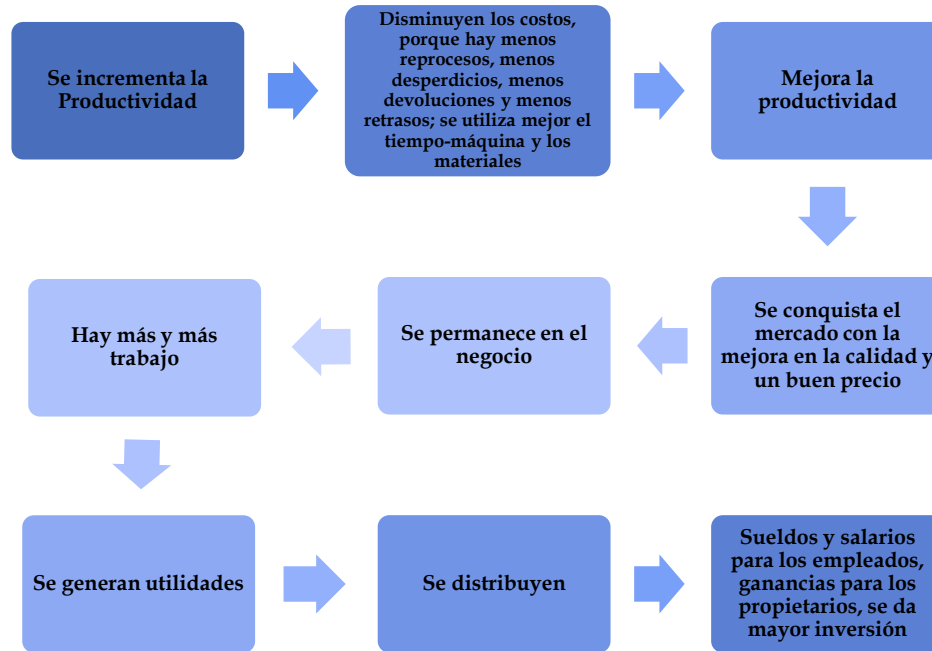 Se incrementa la
Productividad
Disminuyen los costos,
porque hay menos
reprocesos, menos
desperdicios, menos
devoluciones y menos
retrasos; se utiliza mejor el
tiempo-máquina y los
materiales
Mejora la
productividad
Se conquista el
mercado con la
mejora en la calidad y
un buen precio
Se permanece en el
negocio
Hay más y más
trabajo
Se generan utilidades
Se distribuyen
Sueldos y salarios
para los empleados,
ganancias para los
propietarios, se da
mayor inversión